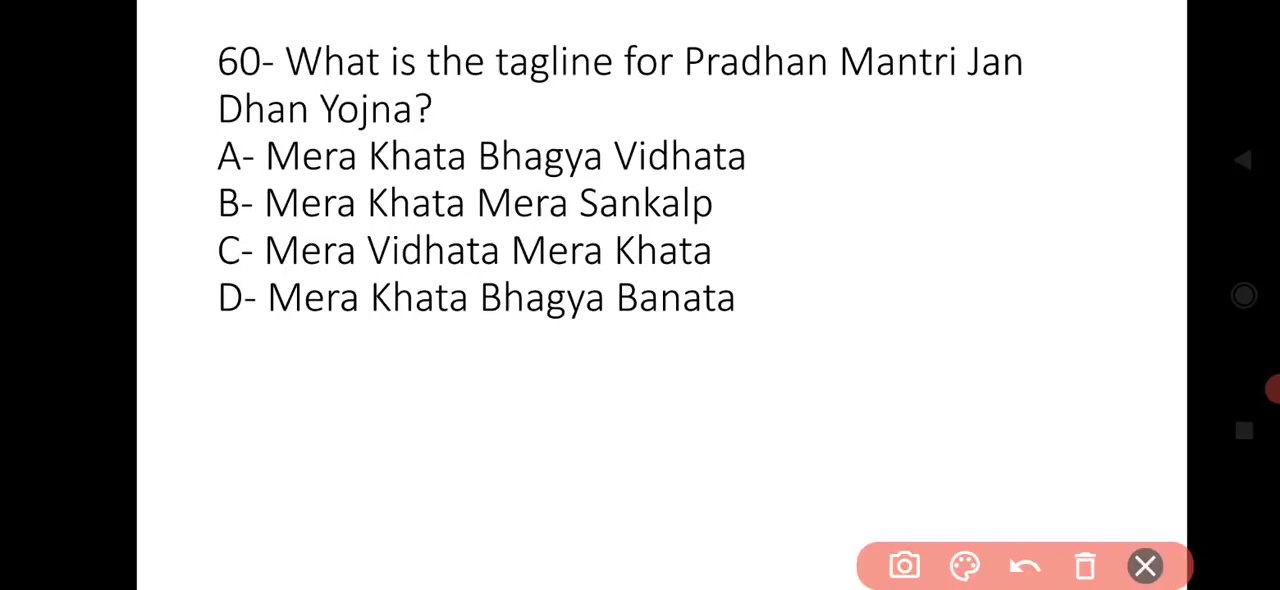 60- What is the tagline for Pradhan Mantri Jan
Dhan Yojna?
A- Mera Khata Bhagya Vidhata
B- Mera Khata Mera Sankalp
C- Mera Vidhata Mera Khata
D- Mera Khata Bhagya Banata